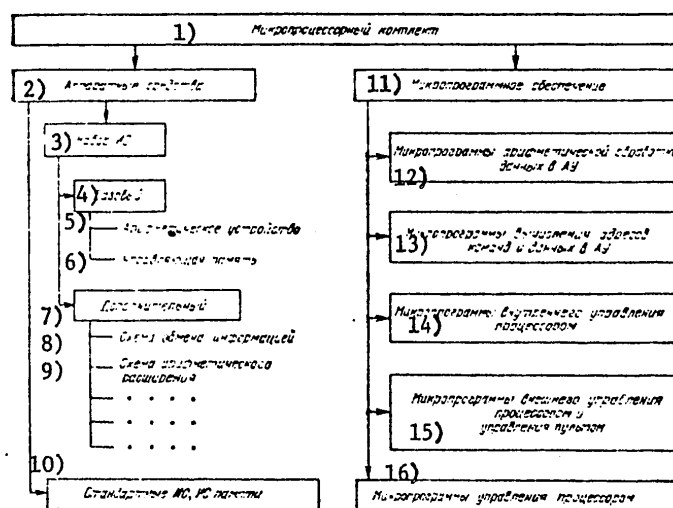 1) Микропроцессорный комплект
2) Аппаратные средства
3) Набор ИС
4) Базовый
5) Арифметическое устройство
6) Управляющая память
7) Дополнительный
8) Схема обмена информацией
9) Схема арифметического
расширения
. . . .
. . . .
10)
Стандартные ИС, ИС памяти
11) Микропрограммное обеспечение
Микропрограммы арифметической обработки
12) данных в АУ
Микропрограммы вычисления адресов
13) команд и данных в АУ
Микропрограммы внутреннего управления
14) процессором
Микропрограммы внешнего управления
процессором и
15) управления пультом
16)
Микропрограммы управления процессором